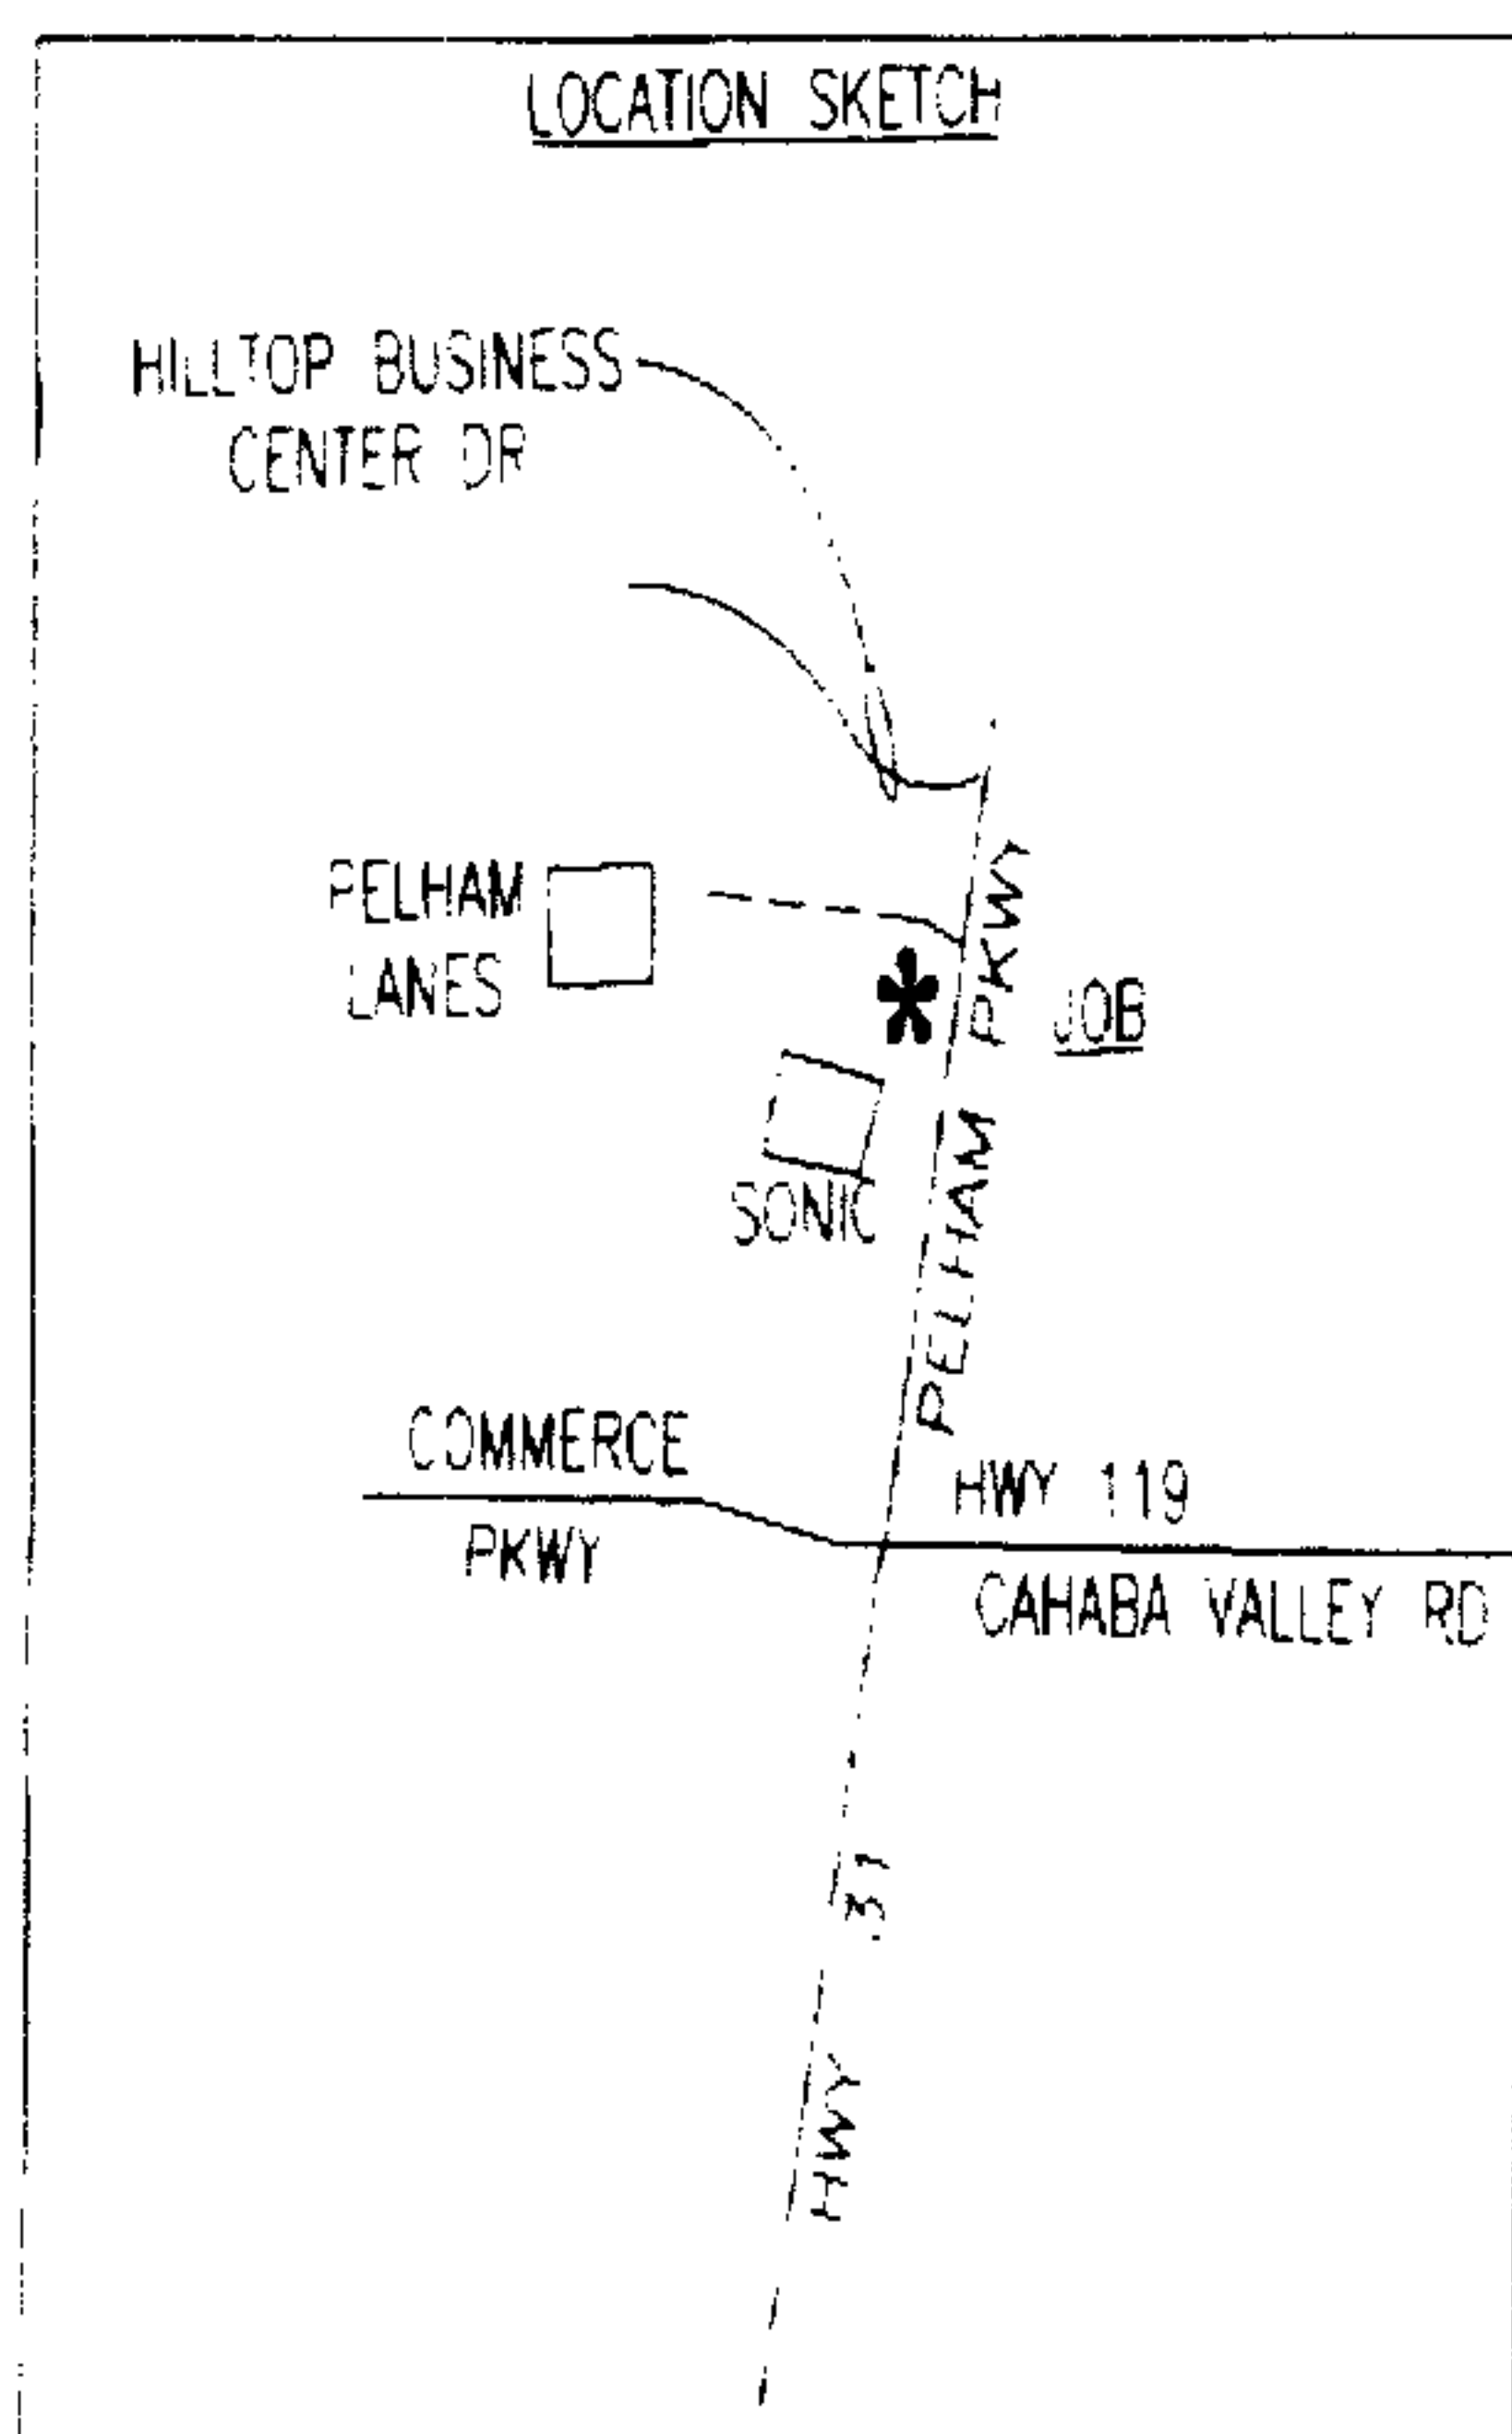 LOCATION SKETCH
HILLTOP BUSINESS
CENTER DR
PELHAM
LANES
PELHAM PKWY
JOB
SONIC
COMMERCE
PKWY
HWY 119
CAHABA VALLEY RD
HWY 31